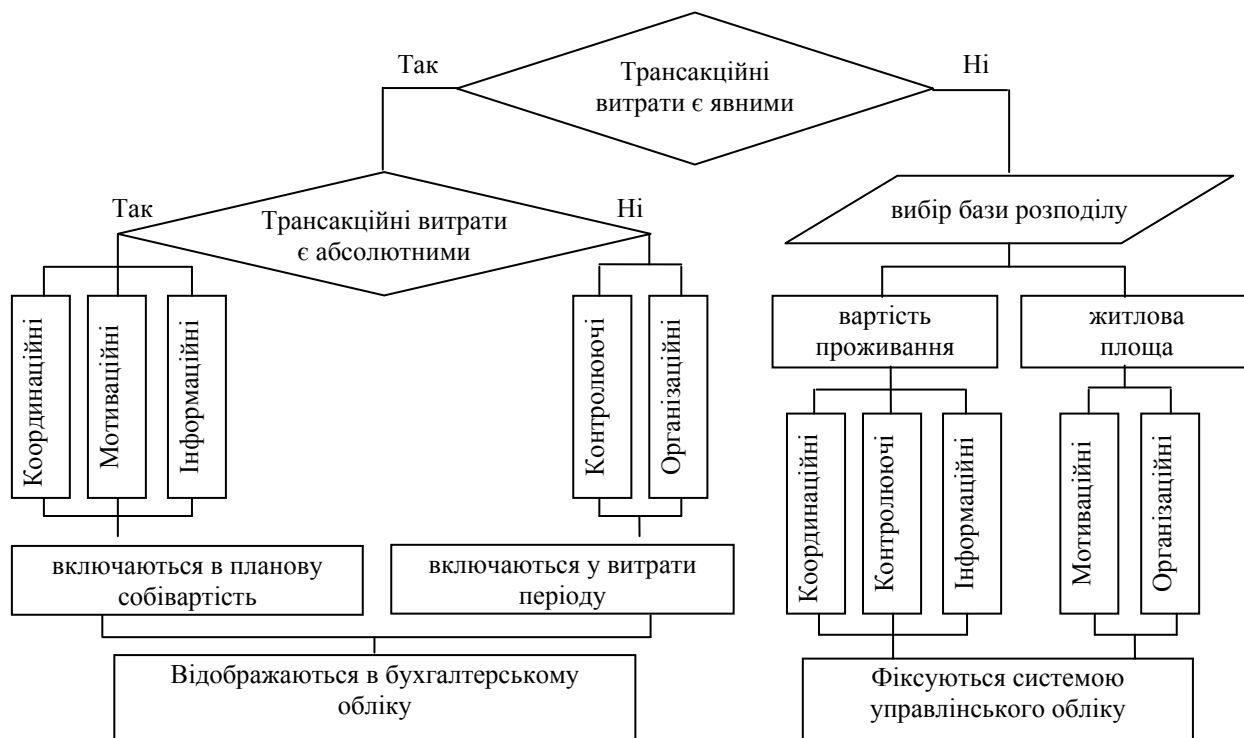 Так
Трансакційні
витрати є явними
Ні
Так
Трансакційні витрати
є абсолютними
Ні
вибір бази розподілу
Координаційні
Мотиваційні
Інформаційні
Контролюючі
Організаційні
вартість
проживання
житлова
площа
Координаційні
Контролюючі
Інформаційні
Мотиваційні
Організаційні
включаються в планову
собівартість
включаються у витрати
періоду
Відображаються в бухгалтерському
обліку
Фіксуються системою
управлінського обліку